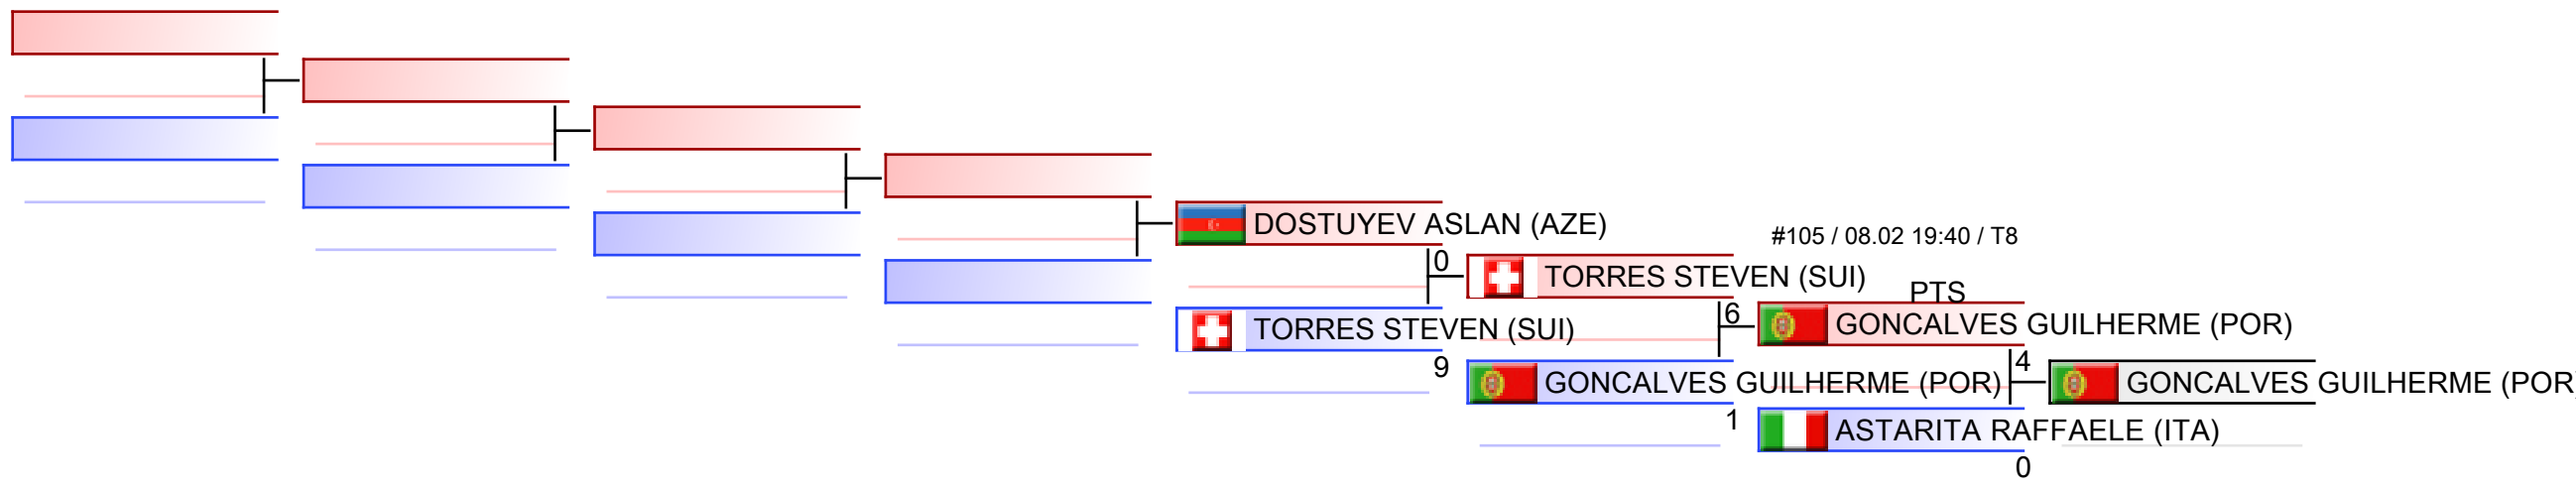 DOSTUYEV ASLAN (AZE)
#105 / 08.02 19:40 / T8
0
TORRES STEVEN (SUI)
PTS
TORRES STEVEN (SUI)
6
GONCALVES GUILHERME (POR)
9
GONCALVES GUILHERME (POR)
4
GONCALVES GUILHERME (POR)
1
ASTARITA RAFFAELE (ITA)
0